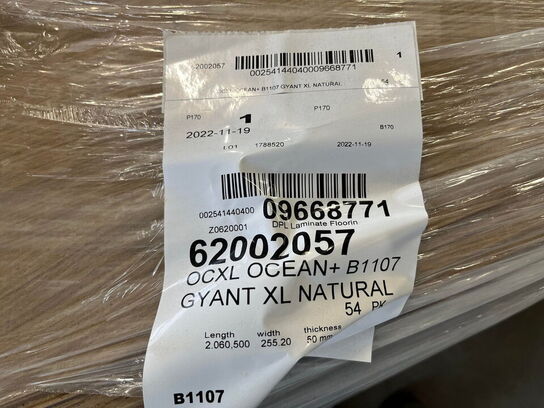 2002057
00254144040009668771
1
OCEAN+ B1107 GYANT XL NATURAL
54
P170
1
P170
2022-11-19
B170
1788520
2022-11-19
002541440400 09668771
Z0620001
DPL Laminate Floorin
62002057
OCXL OCEAN+ B1107
GYANT XL NATURAL
54 PK
Length width thickness
2.060,500 255.20 50 mm
B1107